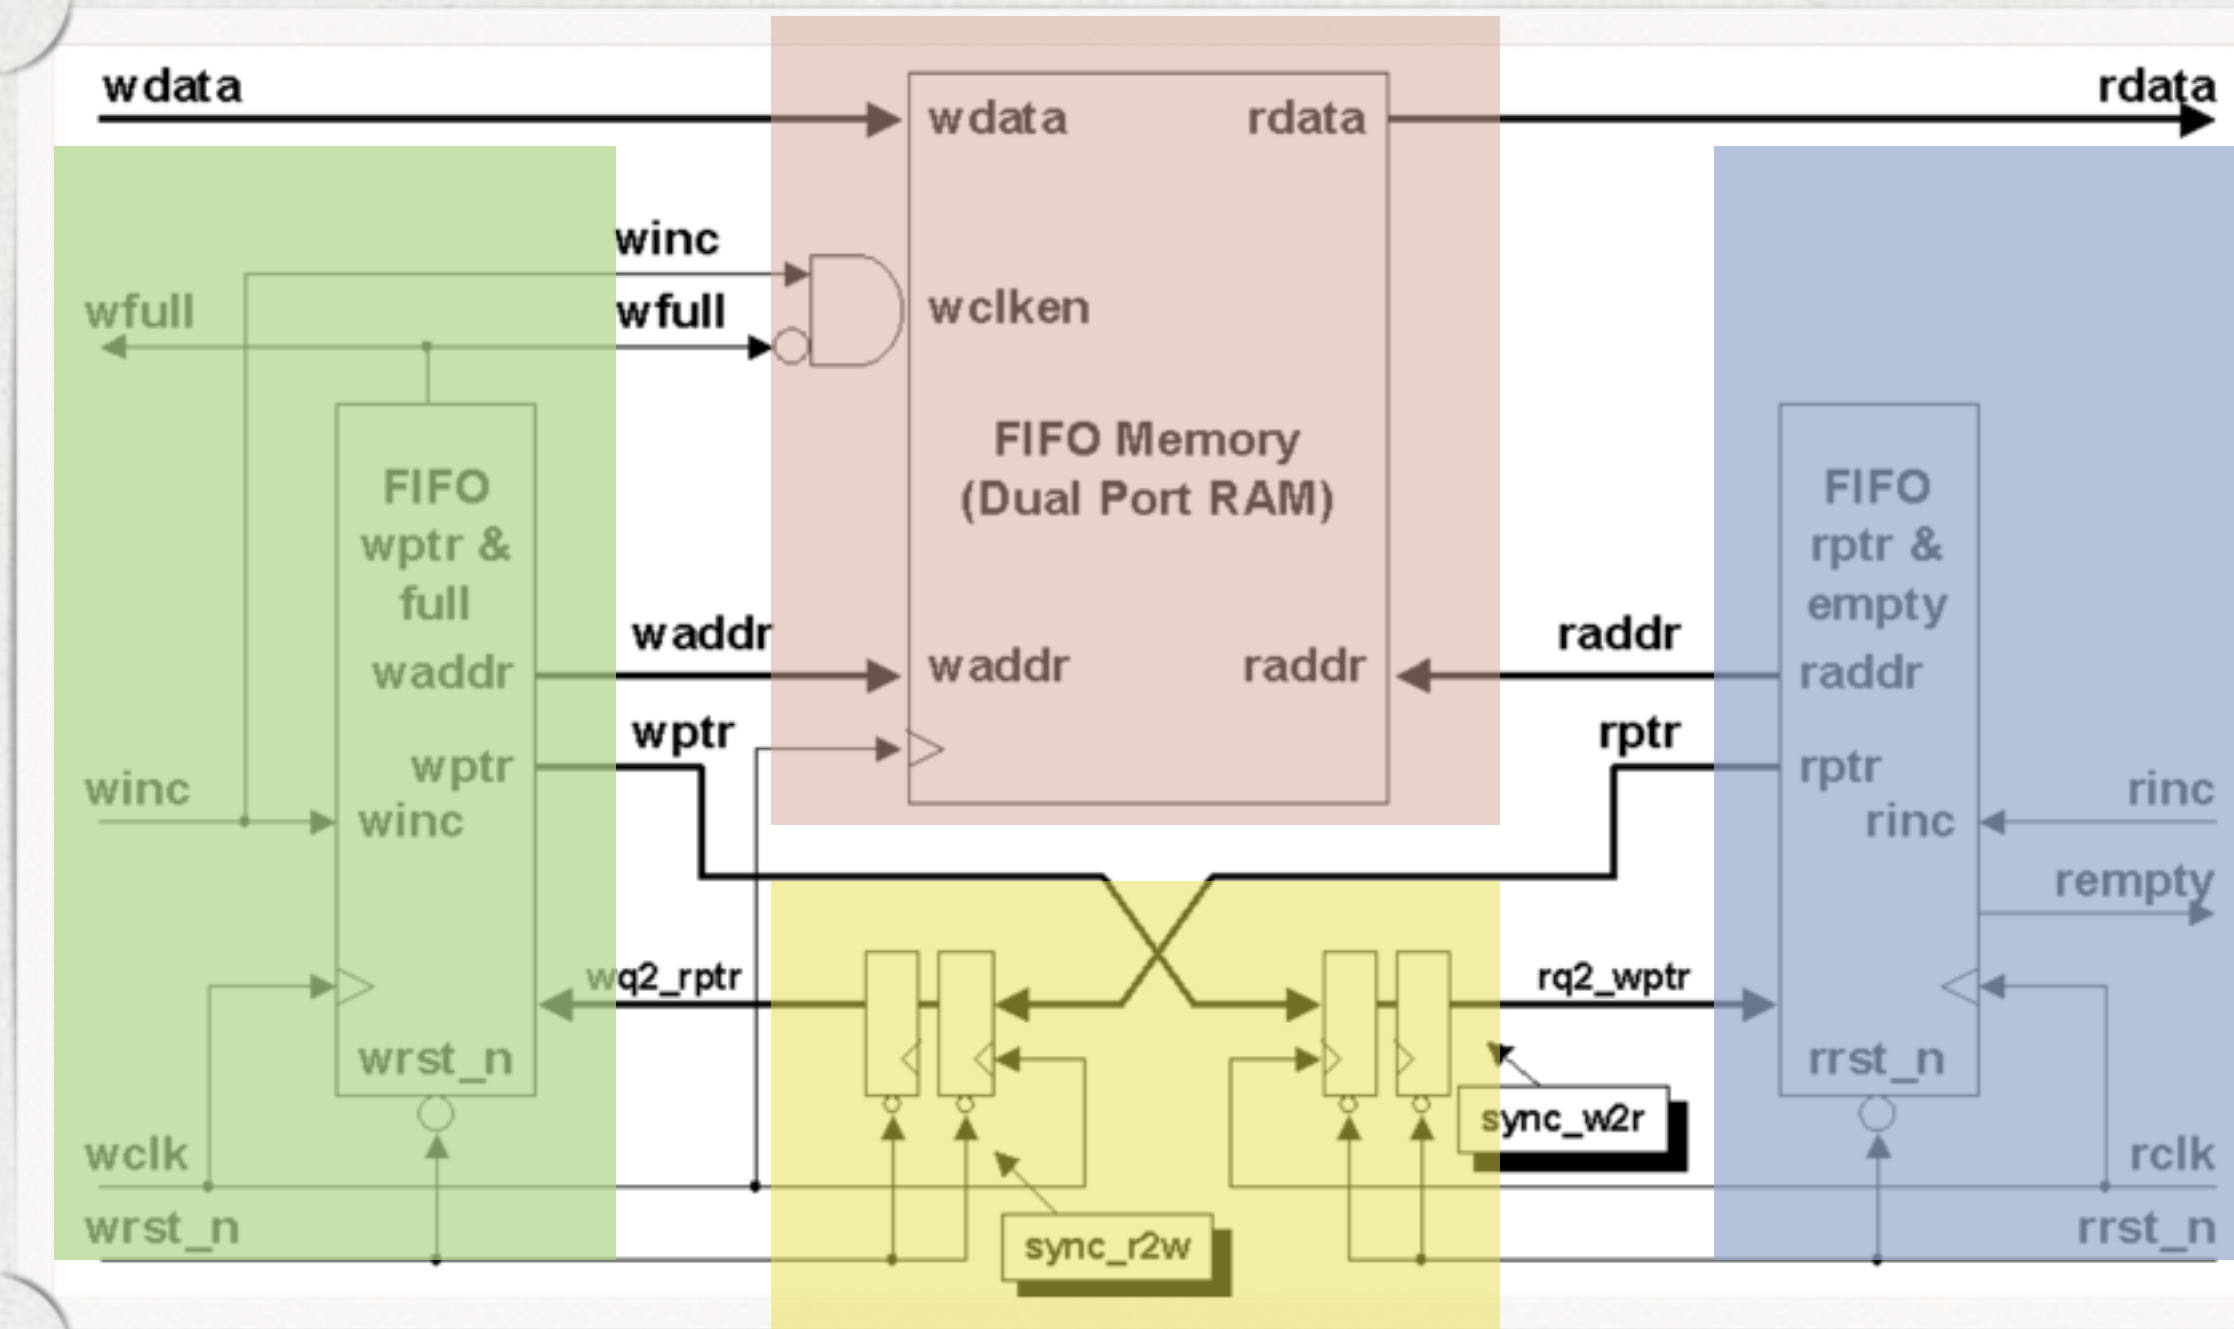 wdata
rdata
wdata
rdata
winc
wfull
wfull
wclken
FIFO Memory
(Dual Port RAM)
FIFO
wptr &
full
waddr
wptr
winc
wrst_n
waddr
wptr
waddr
raddr
raddr
rptr
FIFO
rptr &
empty
raddr
rptr
rinc
rrst_n
winc
rinc
rempty
wq2_rptr
rq2_wptr
sync_w2r
sync_r2w
wclk
wrst_n
rclk
rrst_n